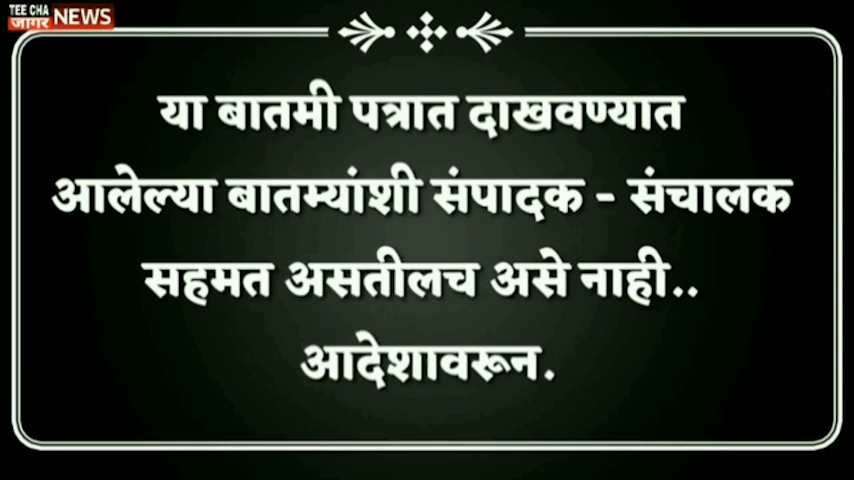 TEE CHA
जागर NEWS
या बातमी पत्रात दाखवण्यात
आलेल्या बातम्यांशी संपादक - संचालक
सहमत असतीलच असे नाही..
आदेशावरून.